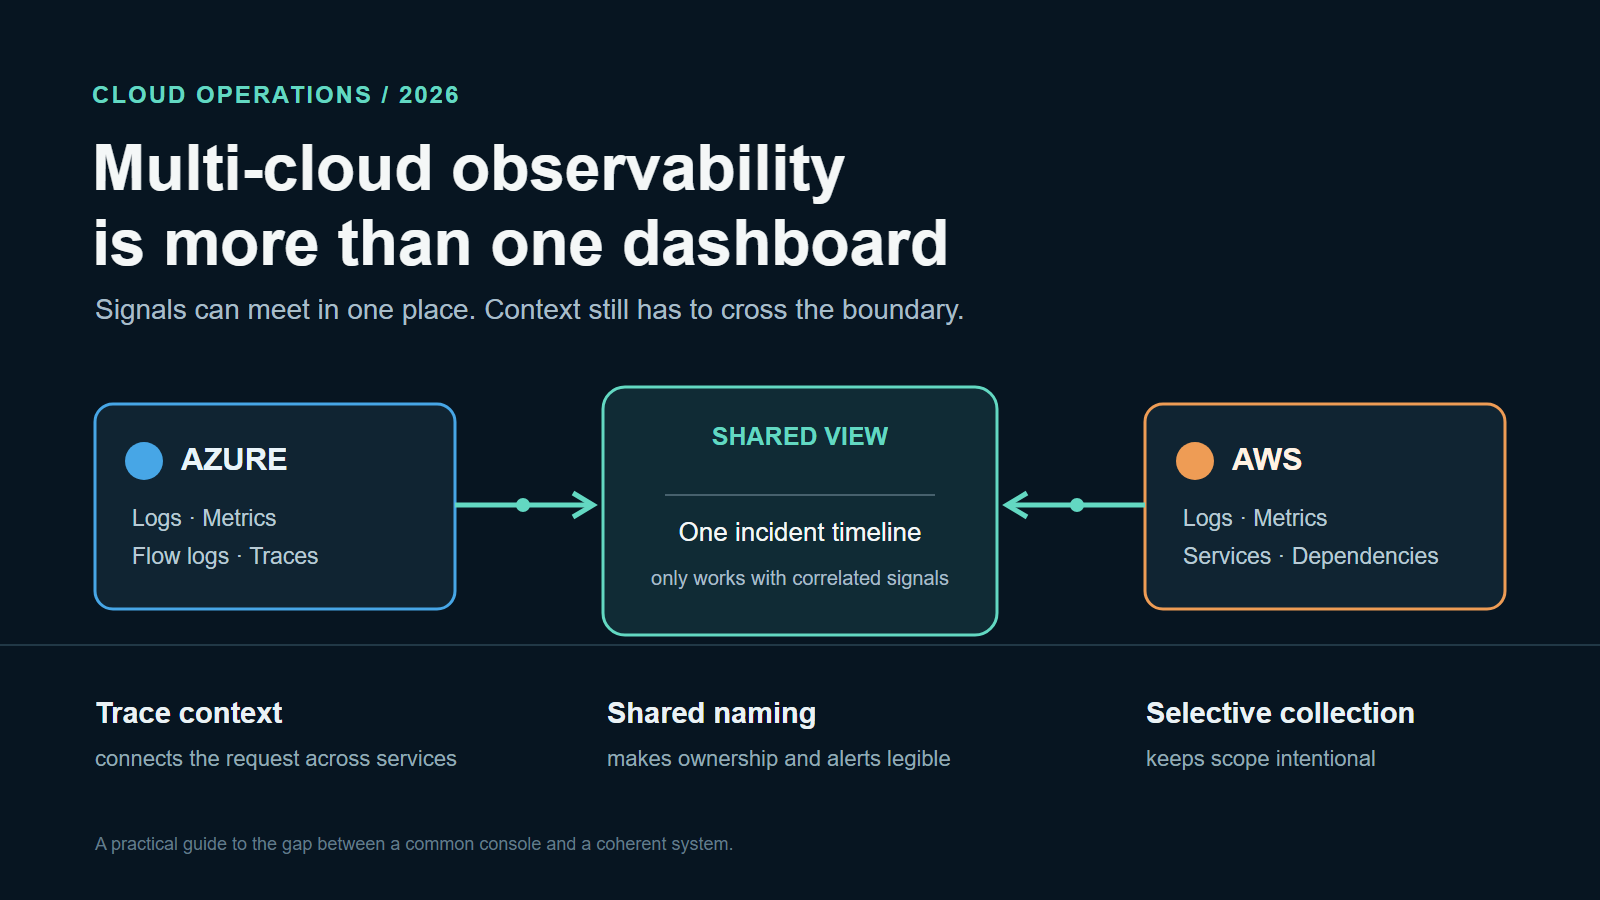 CLOUD OPERATIONS / 2026
Multi-cloud observability
is more than one dashboard
Signals can meet in one place. Context still has to cross the boundary.
AZURE
Logs · Metrics
Flow logs · Traces
SHARED VIEW
One incident timeline
only works with correlated signals
AWS
Logs · Metrics
Services · Dependencies
Trace context
connects the request across services
Shared naming
makes ownership and alerts legible
Selective collection
keeps scope intentional
A practical guide to the gap between a common console and a coherent system.